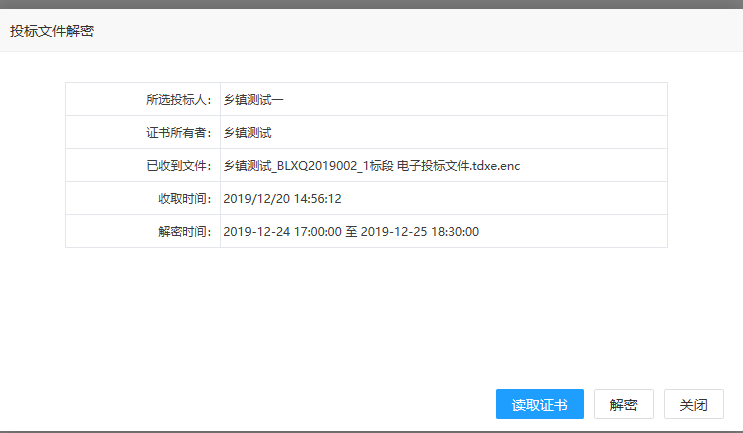 投标文件解密
所选投标人： 乡镇测试一
证书所有者： 乡镇测试
已收到文件： 乡镇测试_BLXQ2019002_1标段 电子投标文件.tdxe.enc
收取时间： 2019/12/20 14:56:12
解密时间： 2019-12-24 17:00:00 至 2019-12-25 18:30:00
读取证书 解密 关闭